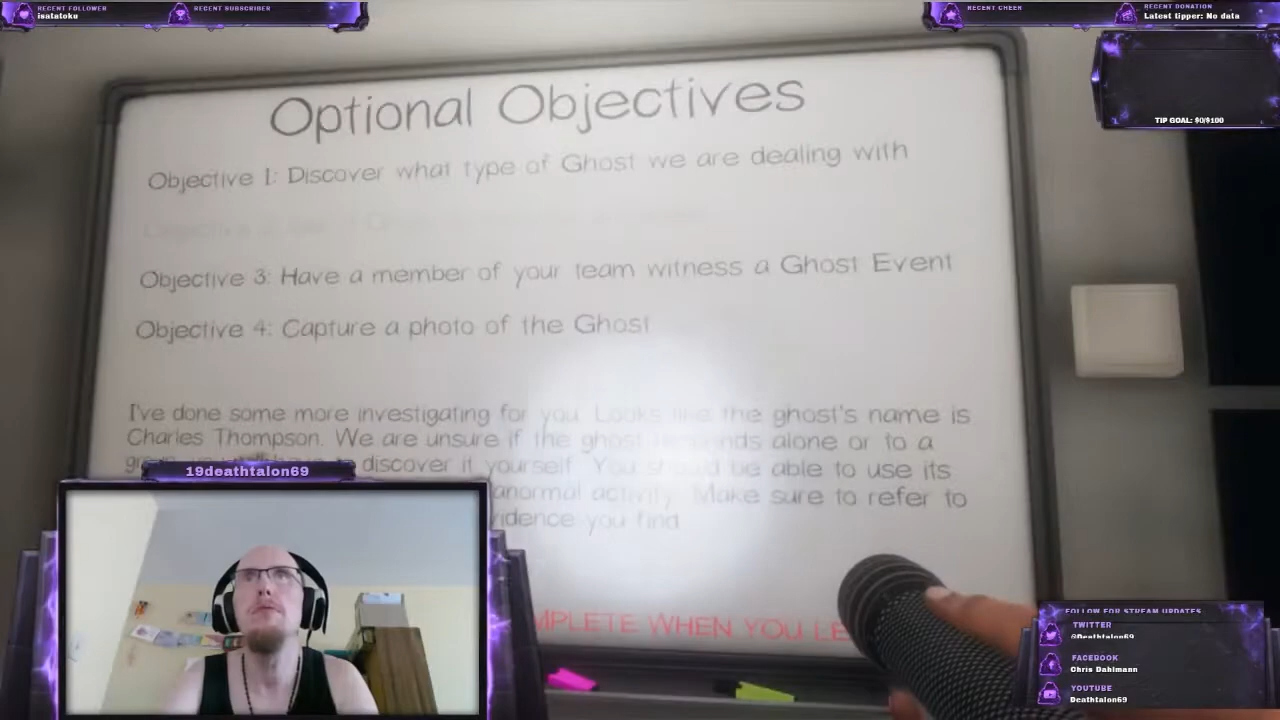 RECENT FOLLOWER
isataloku
RECENT SUBSCRIBER
RECENT CHEER
RECENT DONATION
Latest tipper: No data
TIP GOAL: $0/$100
Optional Objectives
Objective 1: Discover what type of Ghost we are dealing with
Objective 3: Have a member of your team witness a Ghost Event
Objective 4: Capture a photo of the Ghost
I've done some more investigating for you. Looks like the ghost's name is
Charles Thompson. We are unsure if the ghost responds alone or to a
discover it yourself. You should be able to use its
anormal activity. Make sure to refer to
vidence you find.
MPLETE WHEN YOU LE
19deathtalon69
FOLLOW FOR STREAM UPDATES
TWITTER
@Deathtalon69
FACEBOOK
Chris Dahlmann
YOUTUBE
Deathtalon69